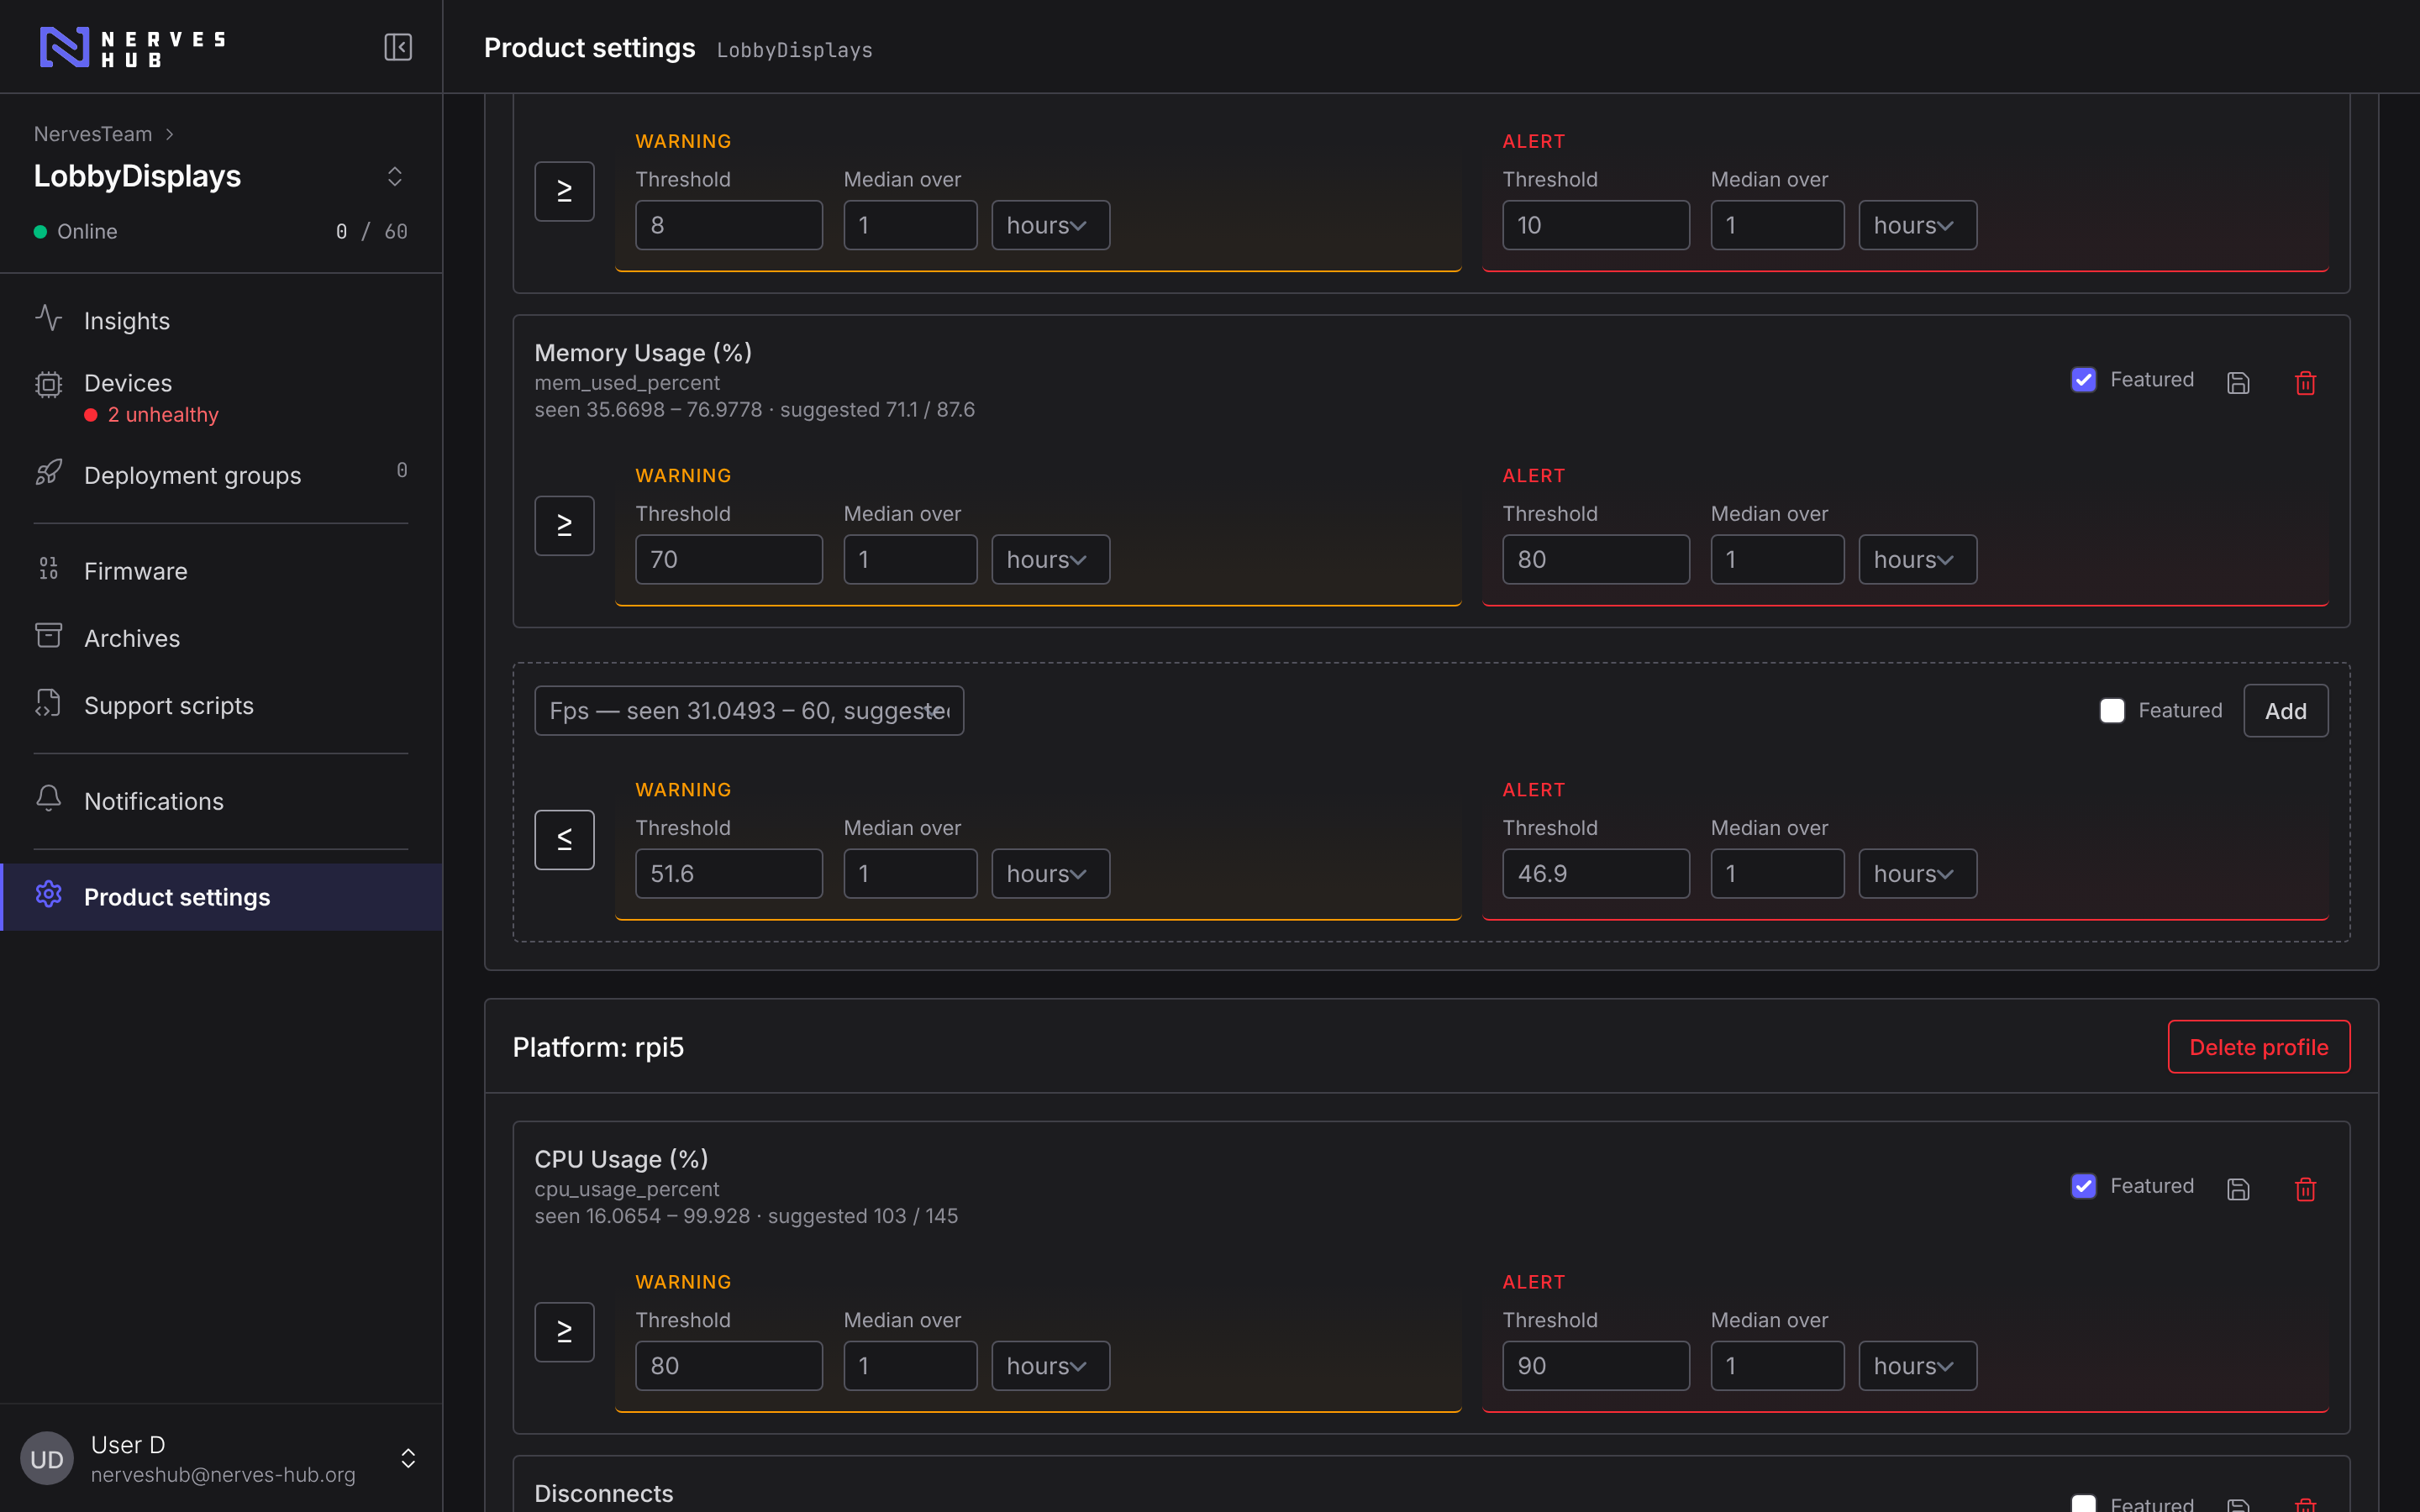 NERVES
HUB
Product settings LobbyDisplays
NervesTeam
LobbyDisplays
Online 0 / 60
Insights
Devices
2 unhealthy
Deployment groups 0
Firmware
Archives
Support scripts
Notifications
Product settings
UD
User D
nerveshub@nerves-hub.org
WARNING ALERT
Threshold Median over Threshold Median over
≥ 8 1 hours 10 1 hours
Memory Usage (%)
mem_used_percent
seen 35.6698 – 76.9778 · suggested 71.1 / 87.6
Featured
WARNING ALERT
Threshold Median over Threshold Median over
≥ 70 1 hours 80 1 hours
Fps — seen 31.0493 – 60, suggested
Featured Add
WARNING ALERT
Threshold Median over Threshold Median over
≤ 51.6 1 hours 46.9 1 hours
Platform: rpi5 Delete profile
CPU Usage (%)
cpu_usage_percent
seen 16.0654 – 99.928 · suggested 103 / 145
Featured
WARNING ALERT
Threshold Median over Threshold Median over
≥ 80 1 hours 90 1 hours
Disconnects
Featured